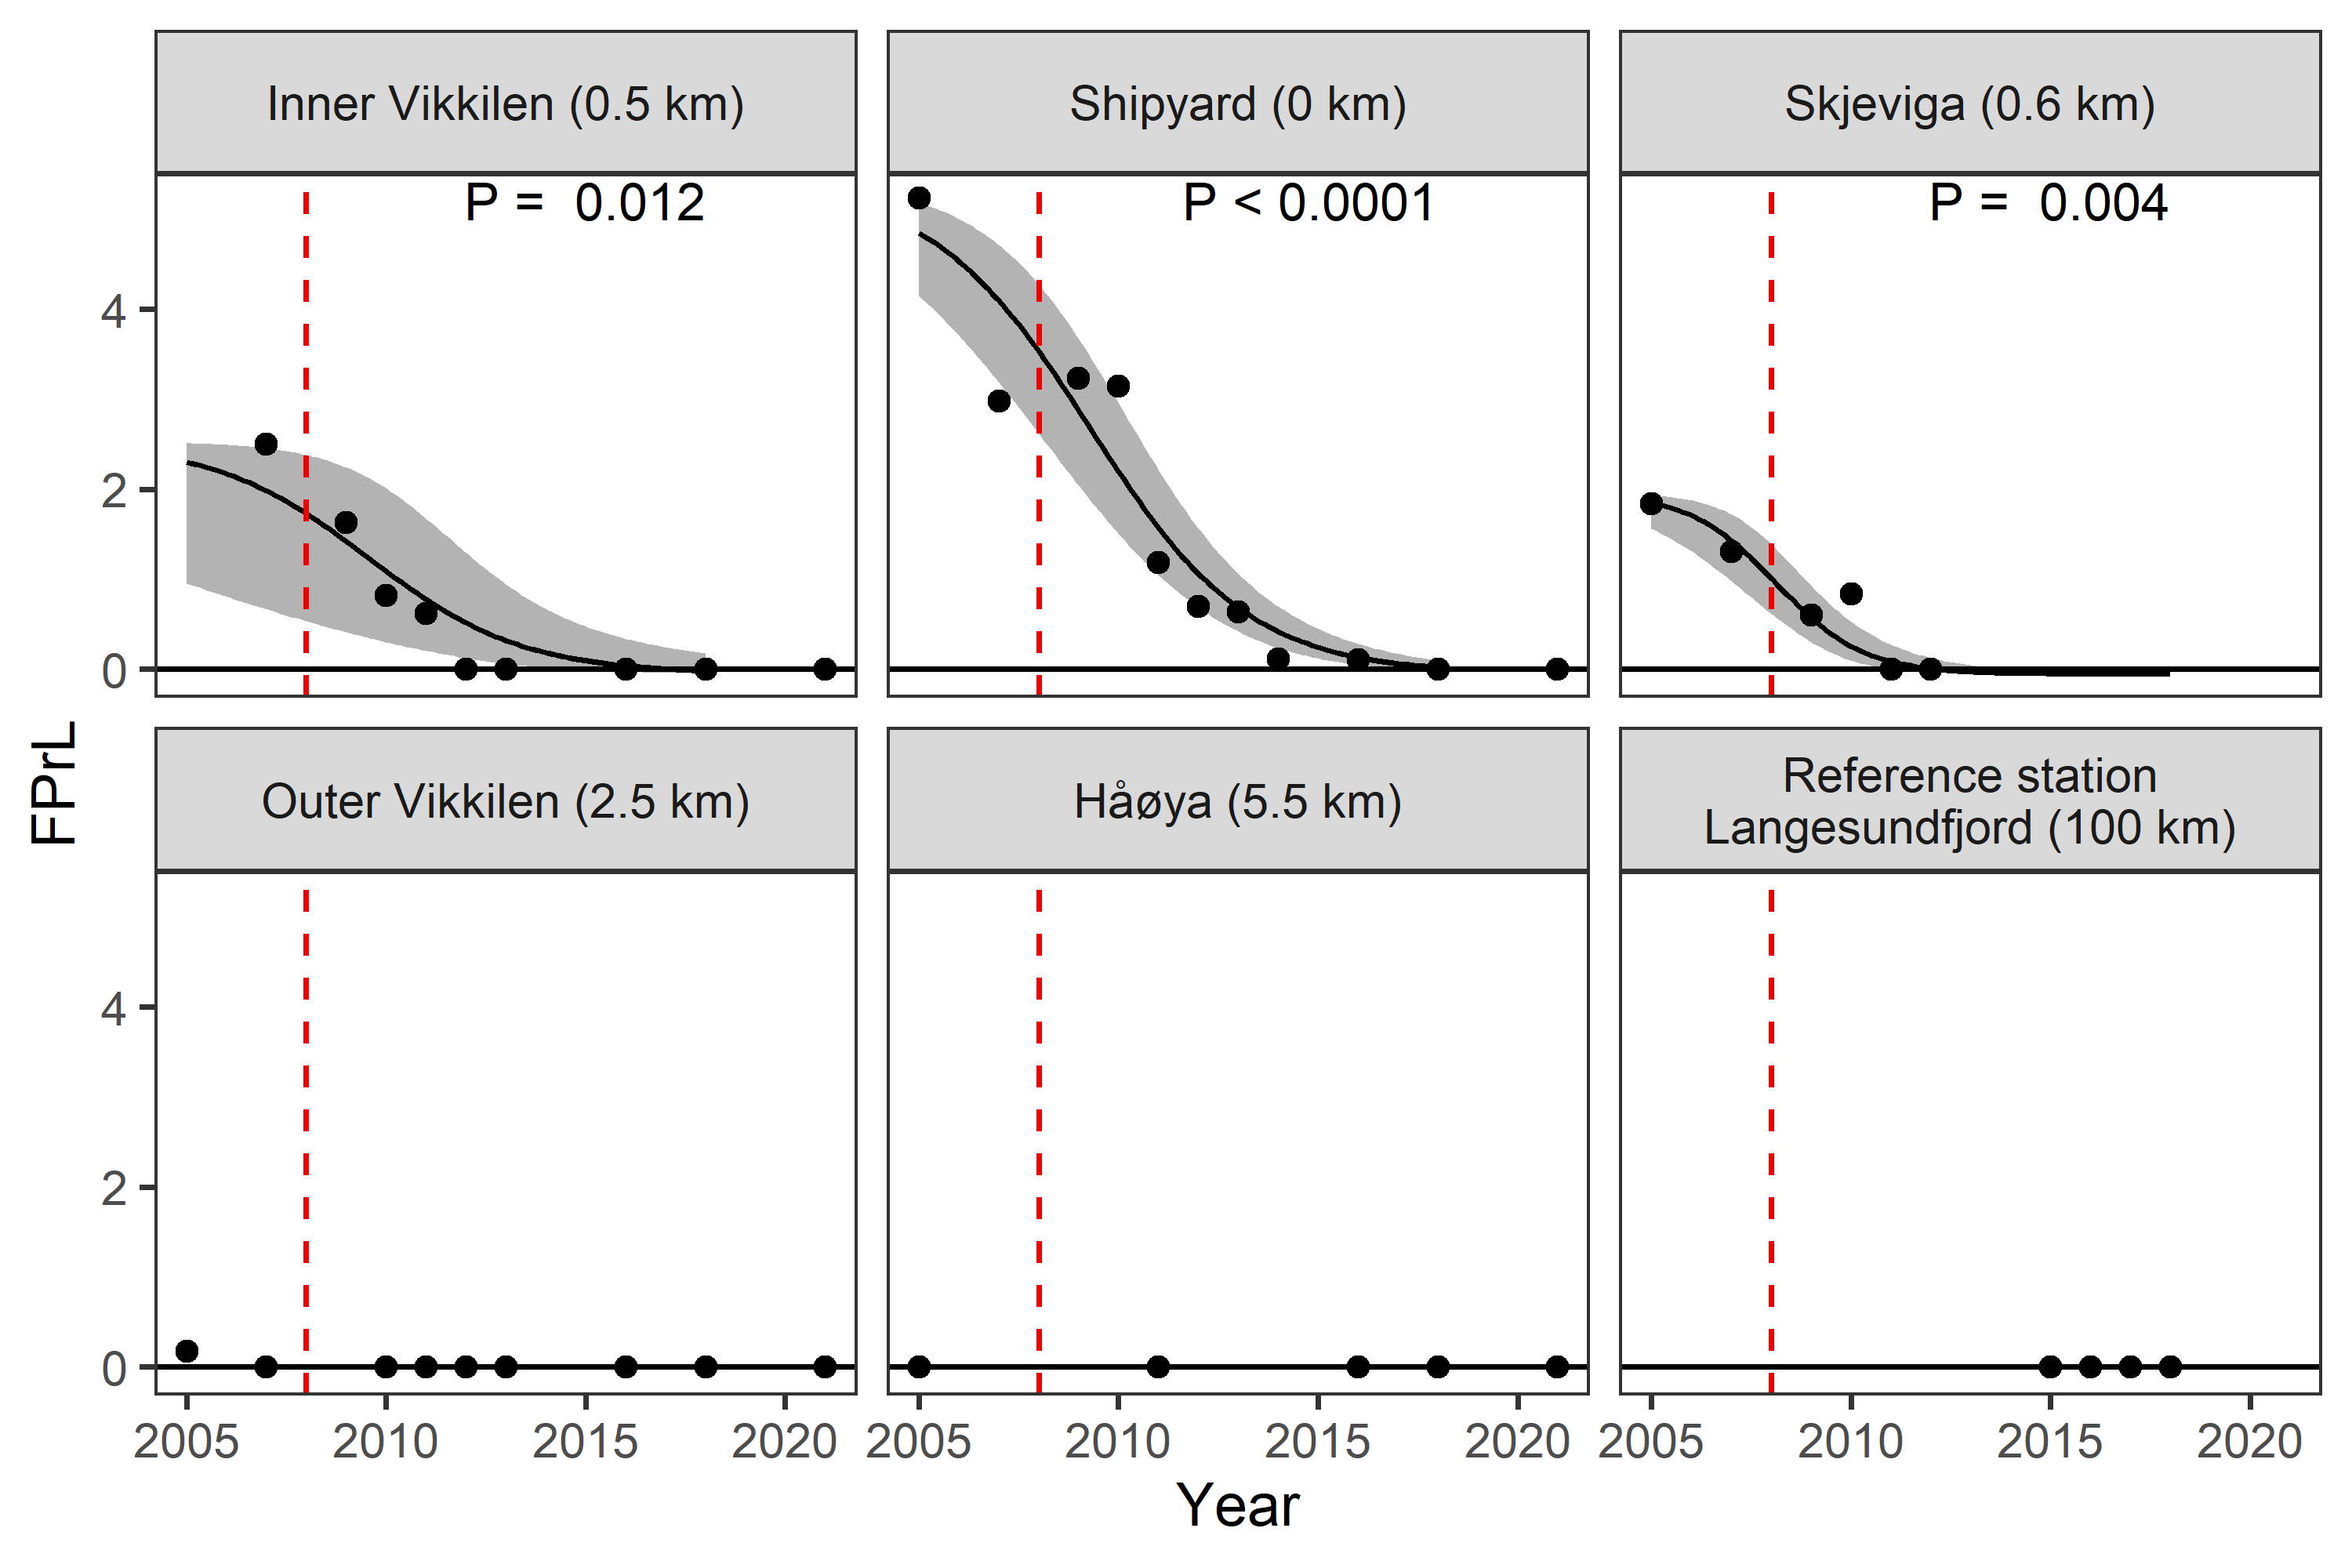 Inner Vikkilen (0.5 km)
Shipyard (0 km)
Skjeviga (0.6 km)
P =  0.012
P < 0.0001
P =  0.004
4
2
0
FPrL
Outer Vikkilen (2.5 km)
Håøya (5.5 km)
Reference station
Langesundfjord (100 km)
4
2
0
2005 2010 2015 2020
2005 2010 2015 2020
2005 2010 2015 2020
Year